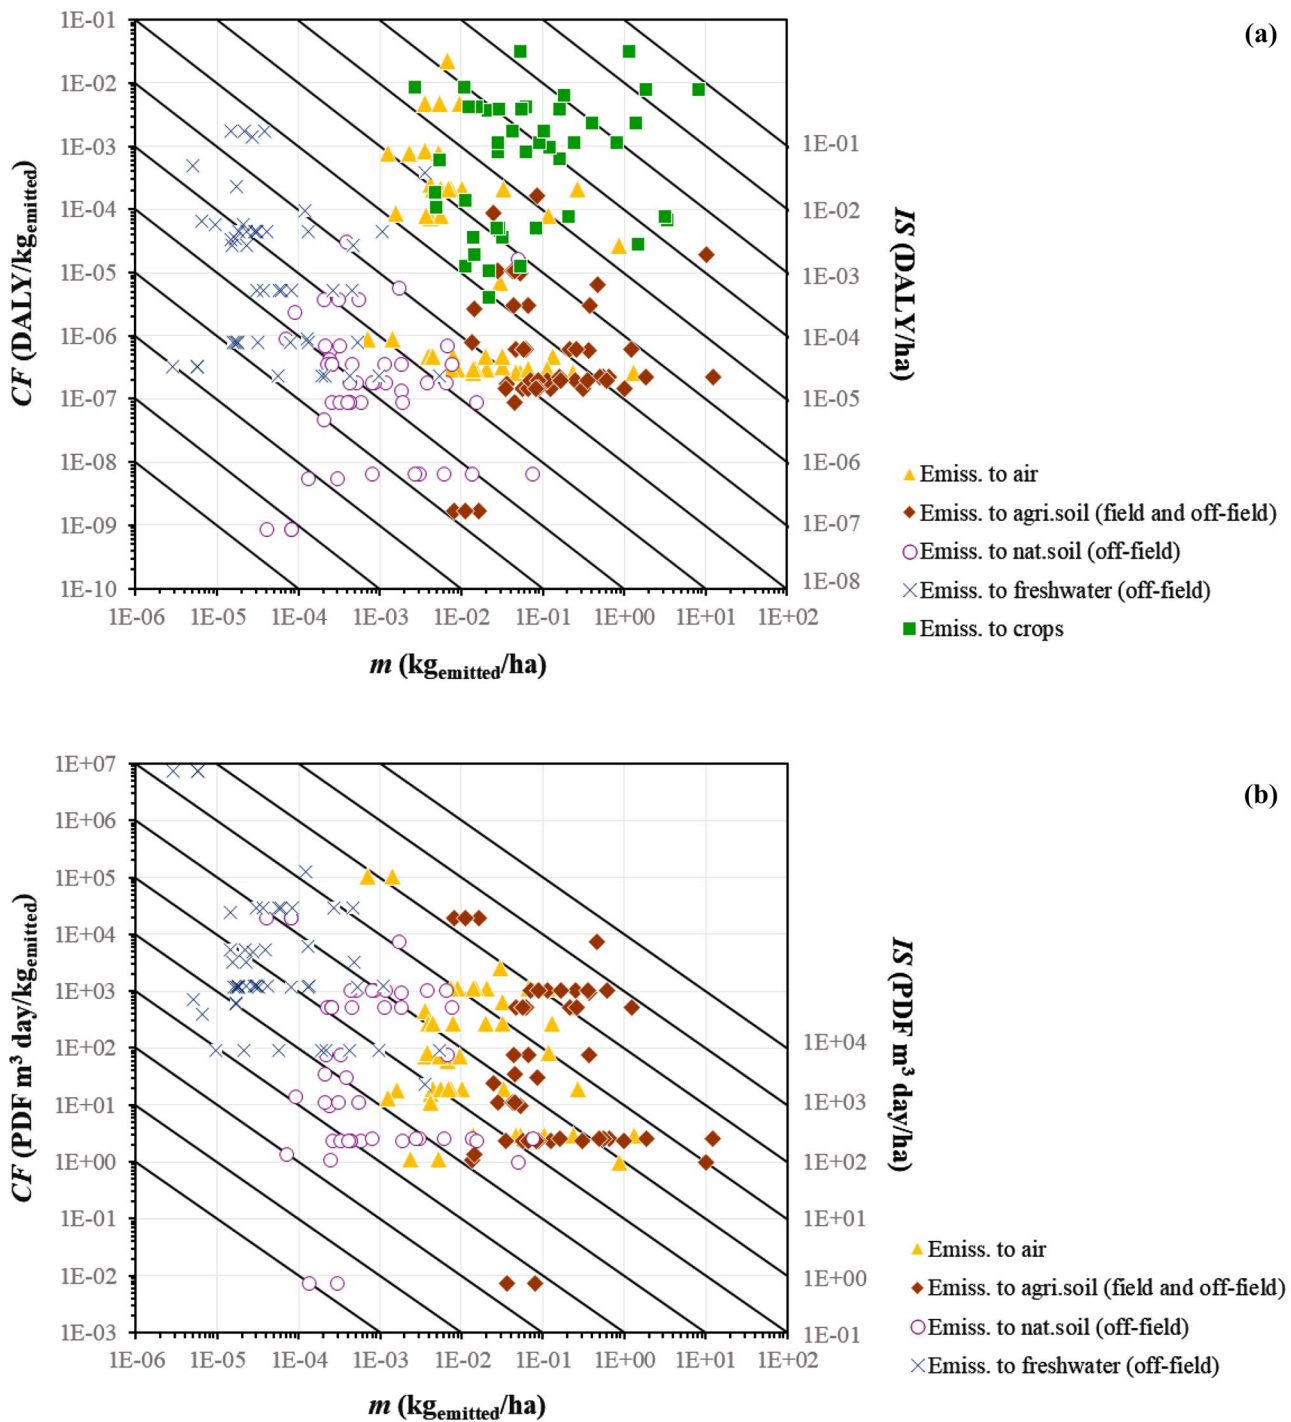 (a)
1E-01
1E-02
1E-03
1E-04
1E-05
1E-06
1E-07
1E-08
1E-09
1E-10
CF (DALY/kgemitted)
1E-06 1E-05 1E-04 1E-03 1E-02 1E-01 1E+00 1E+01 1E+02
m (kgemitted/ha)
1E-01
1E-02
1E-03
1E-04
1E-05
1E-06
1E-07
1E-08
IS (DALY/ha)
Emiss. to air
Emiss. to agri.soil (field and off-field)
Emiss. to nat.soil (off-field)
Emiss. to freshwater (off-field)
Emiss. to crops
(b)
1E+07
1E+06
1E+05
1E+04
1E+03
1E+02
1E+01
1E+00
1E-01
1E-02
1E-03
CF (PDF m³ day/kgemitted)
1E-06 1E-05 1E-04 1E-03 1E-02 1E-01 1E+00 1E+01 1E+02
m (kgemitted/ha)
1E+04
1E+03
1E+02
1E+01
1E+00
1E-01
IS (PDF m³ day/ha)
Emiss. to air
Emiss. to agri.soil (field and off-field)
Emiss. to nat.soil (off-field)
Emiss. to freshwater (off-field)